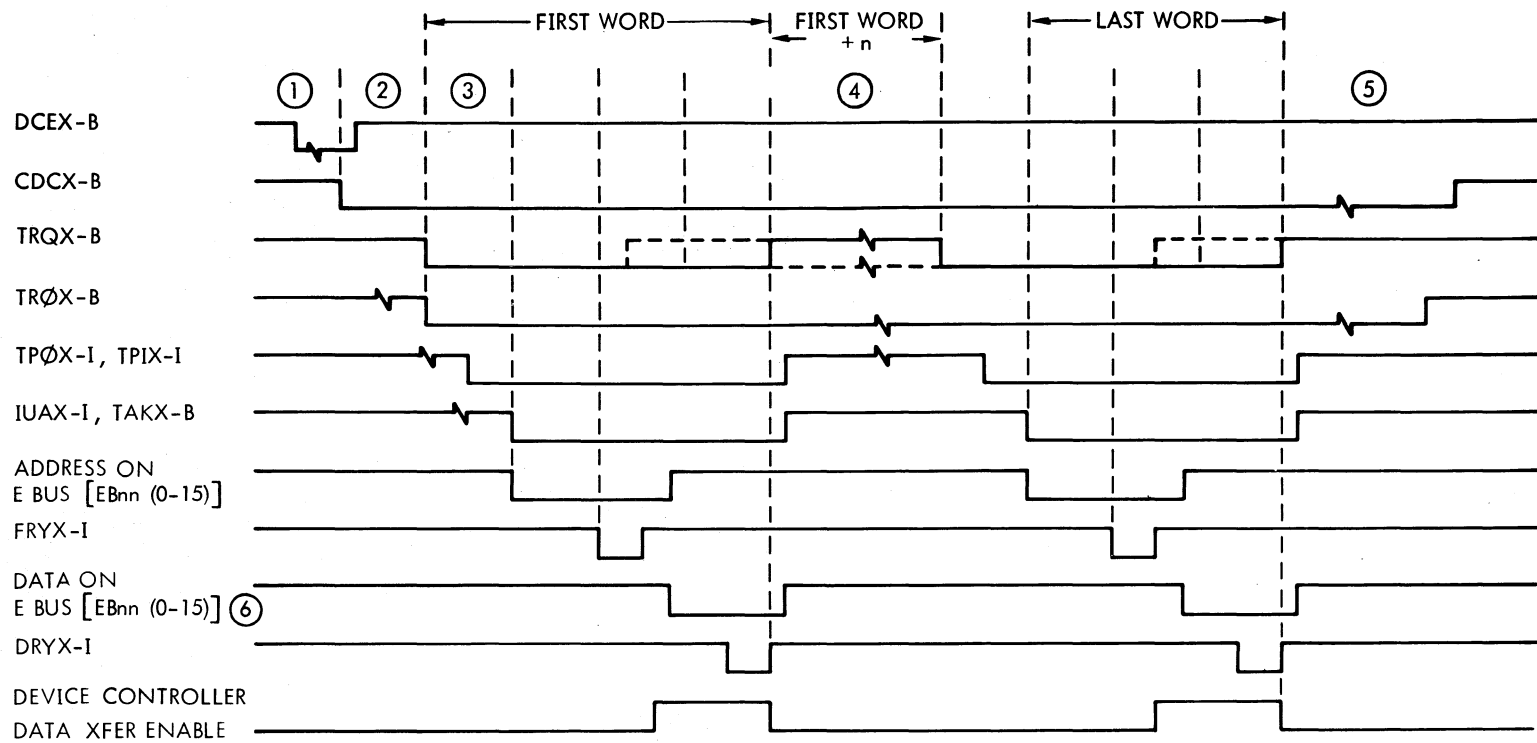 FIRST WORD
FIRST WORD
+ n
LAST WORD
1
2
3
4
5
DCEX-B
CDCX-B
TRQX-B
TRØX-B
TPØX-I, TPIX-I
IUAX-I, TAKX-B
ADDRESS ON
E BUS [EBnn (0-15)]
FRYX-I
DATA ON
E BUS [EBnn (0-15)] 6
DRYX-I
DEVICE CONTROLLER
DATA XFER ENABLE